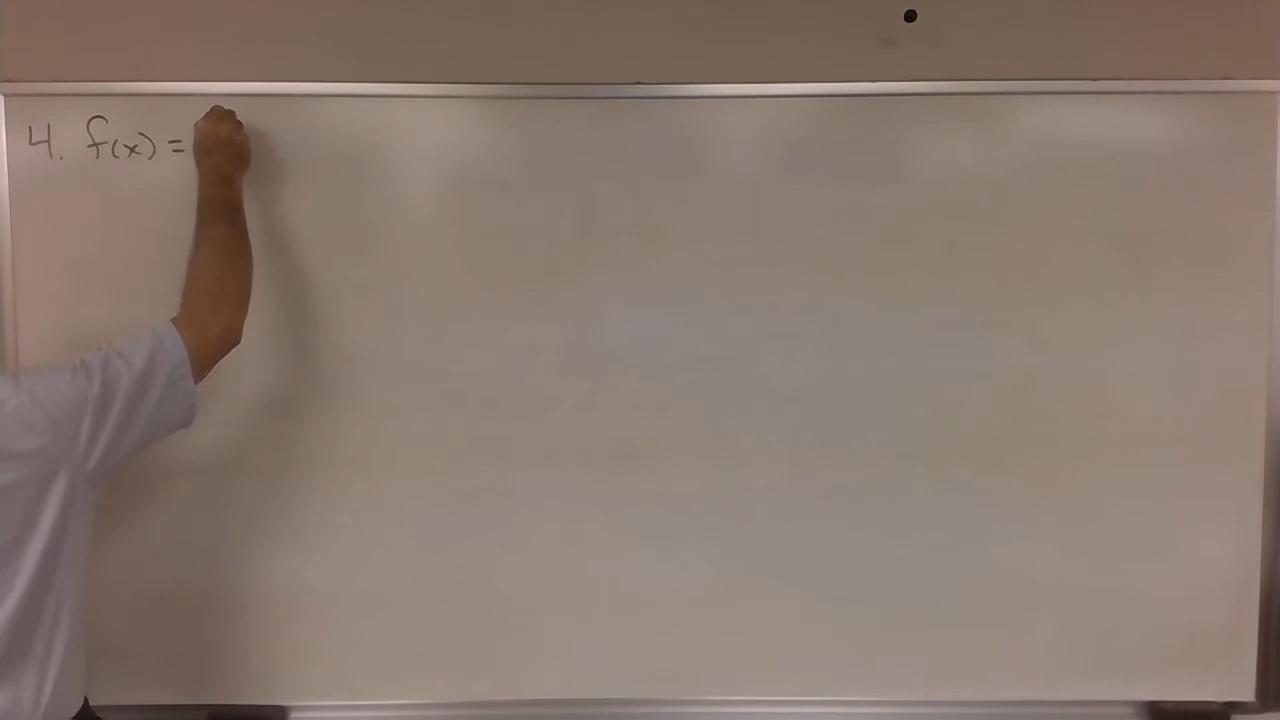 4. f(x) =